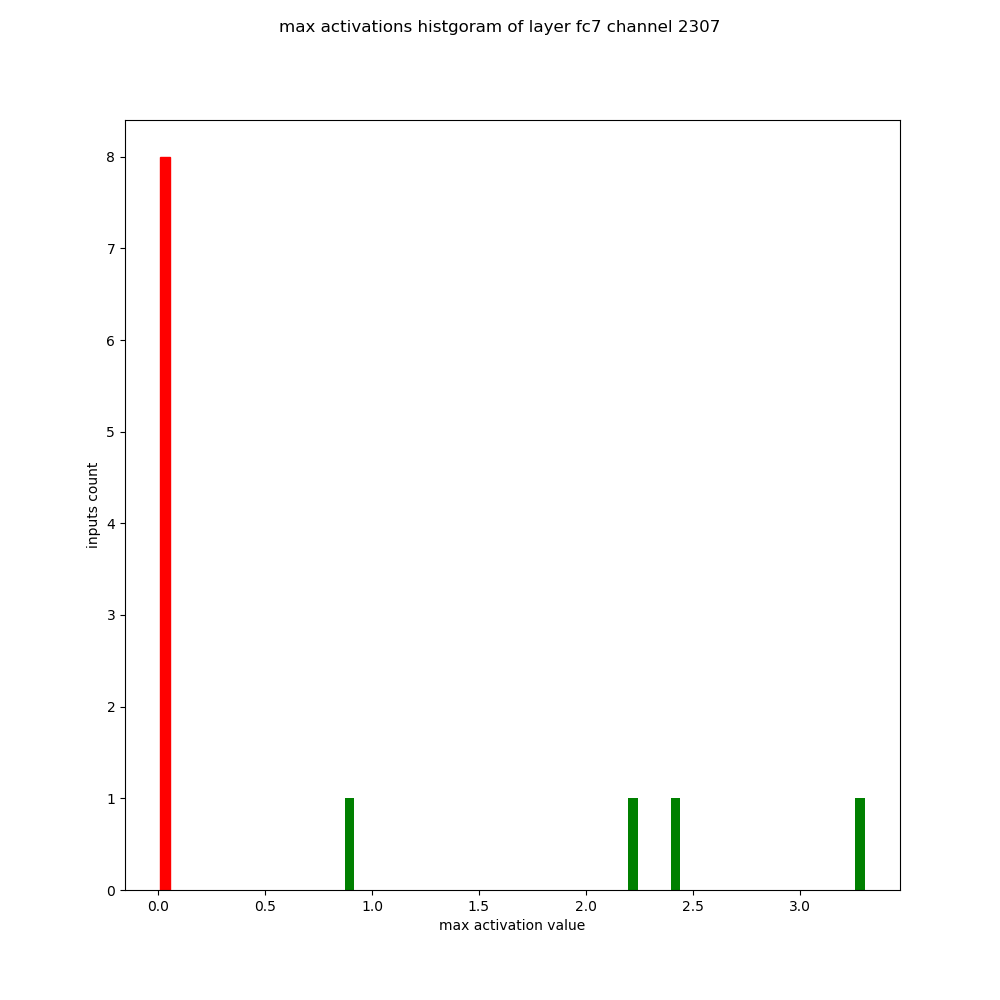 max activations histgoram of layer fc7 channel 2307
8
7
6
5
4
3
2
1
0
inputs count
0.0 0.5 1.0 1.5 2.0 2.5 3.0
max activation value